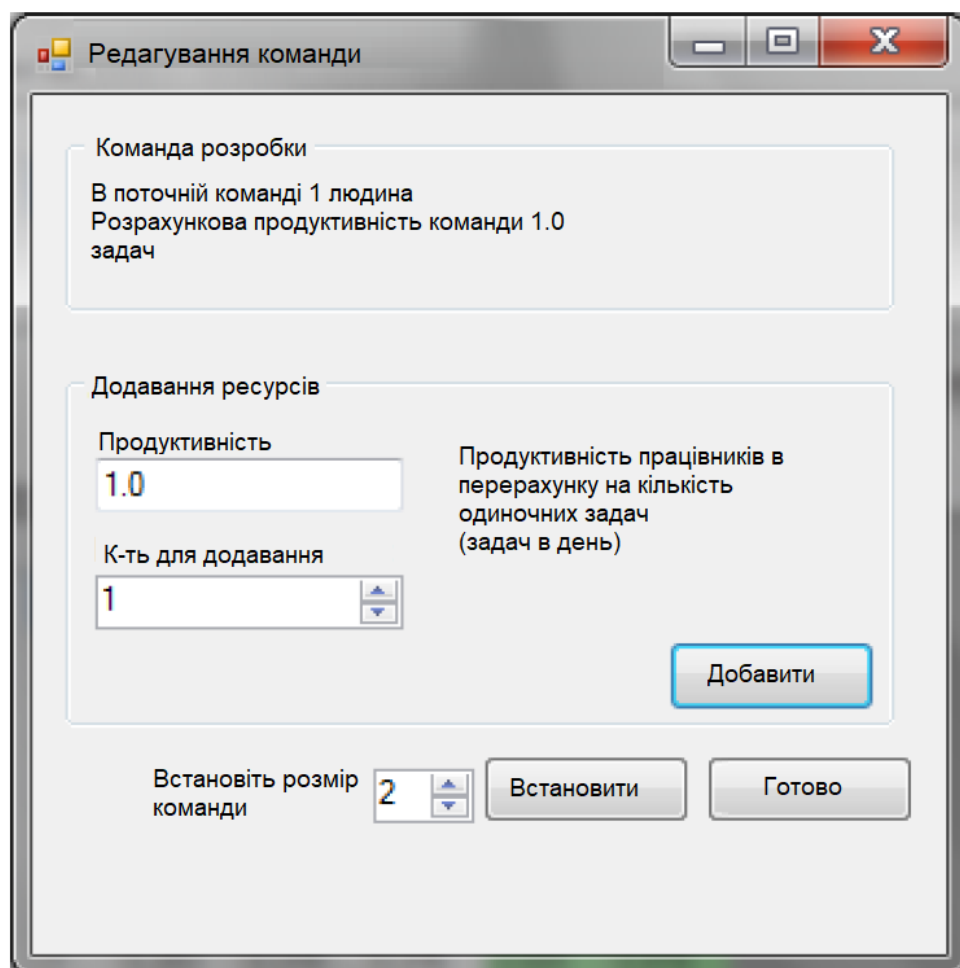 Редагування команди
Команда розробки
В поточній команді 1 людина
Розрахункова продуктивність команди 1.0
задач
Додавання ресурсів
Продуктивність
1.0
Продуктивність працівників в
перерахунку на кількість
одиночних задач
(задач в день)
К-ть для додавання
1
Добавити
Встановіть розмір
команди
2
Встановити
Готово